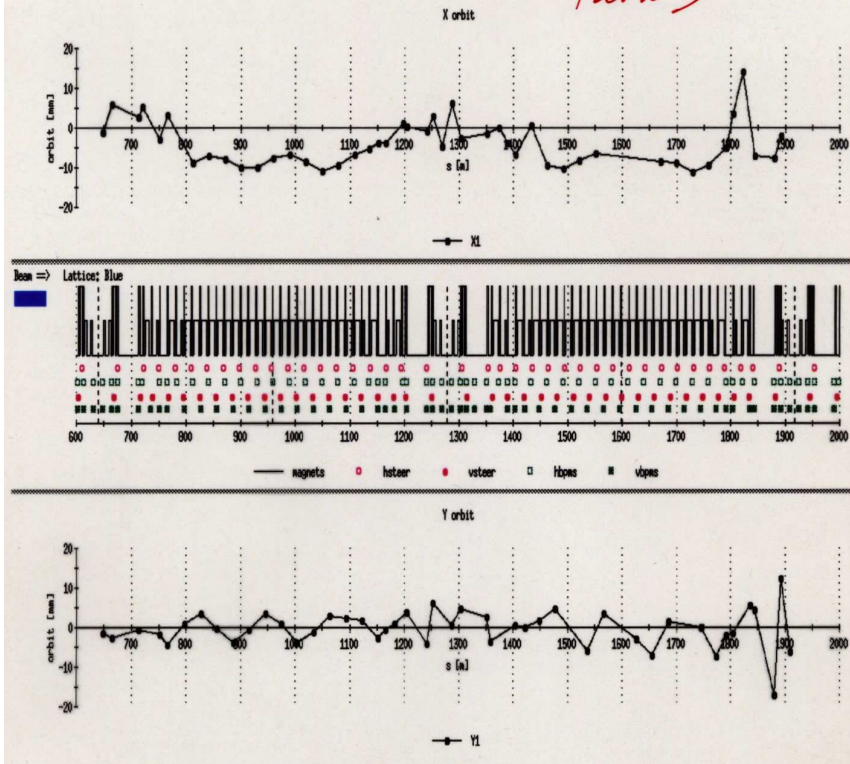 X orbit
20
10
0
-10
-20
orbit [mm]
700 800 900 1000 1100 1200 1300 1400 1500 1600 1700 1800 1900 2000
s [m]
X1
Beam => Lattice: Blue
600 700 800 900 1000 1100 1200 1300 1400 1500 1600 1700 1800 1900 2000
magnets hsteer vsteer hbpms vbpms
Y orbit
20
10
0
-10
-20
orbit [mm]
700 800 900 1000 1100 1200 1300 1400 1500 1600 1700 1800 1900 2000
s [m]
Y1